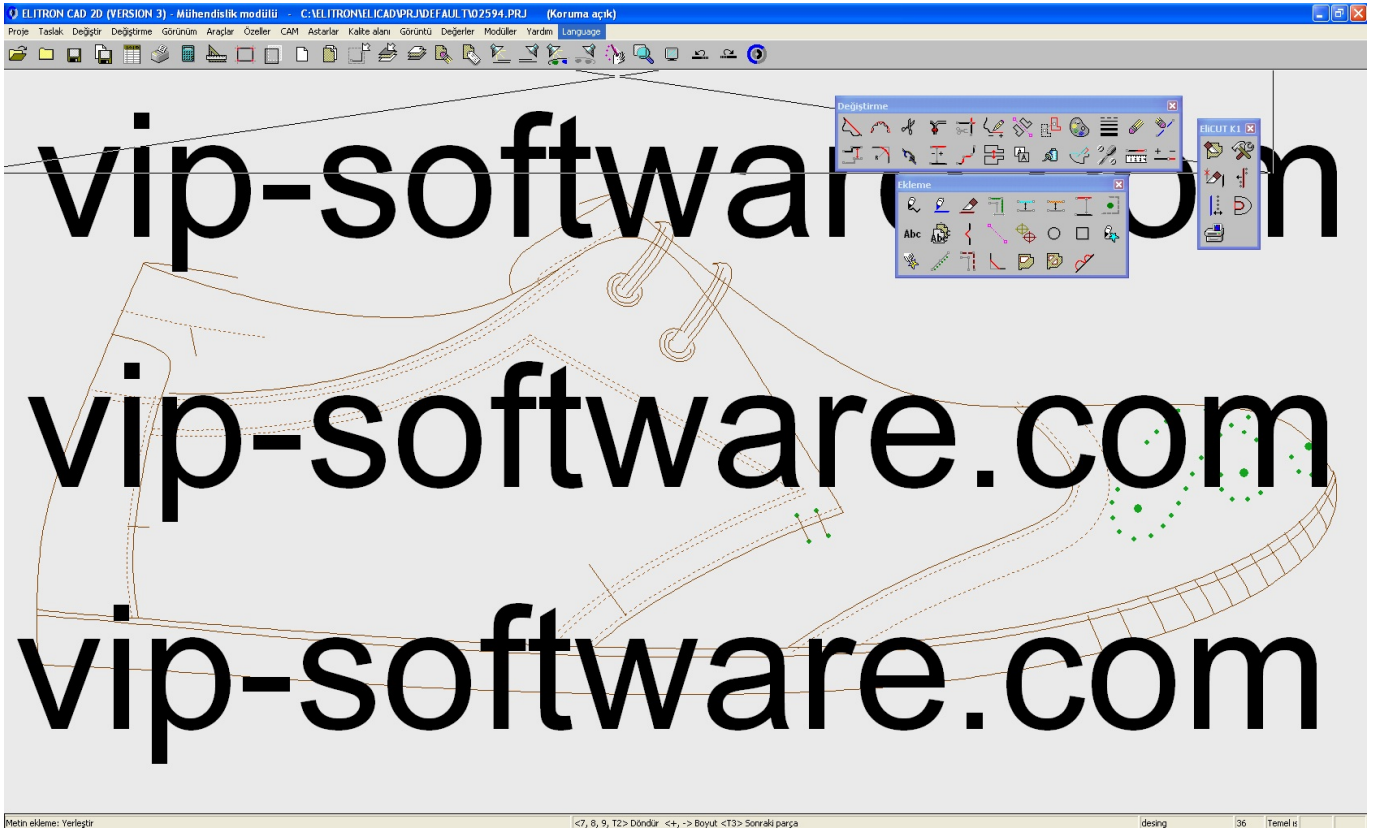 ELITRON CAD 2D (VERSION 3) - Mühendislik modülü - C:\ELITRON\ELICAD\PRJ\DEFAULT\02594.PRJ (Koruma açık)
Proje Taslak Değiştir Değiştirme Görünüm Araçlar Özeller CAM Astarlar Kalite alanı Görüntü Değerler Modüller Yardım Language
Değiştirme
EliCUT K1
vip-software.com
Ekleme
Abc
vip-software.com
vip-software.com
Metin ekleme: Yerleştir <7, 8, 9, T2> Döndür <+, -> Boyut <T3> Sonraki parça desing 36 Temel